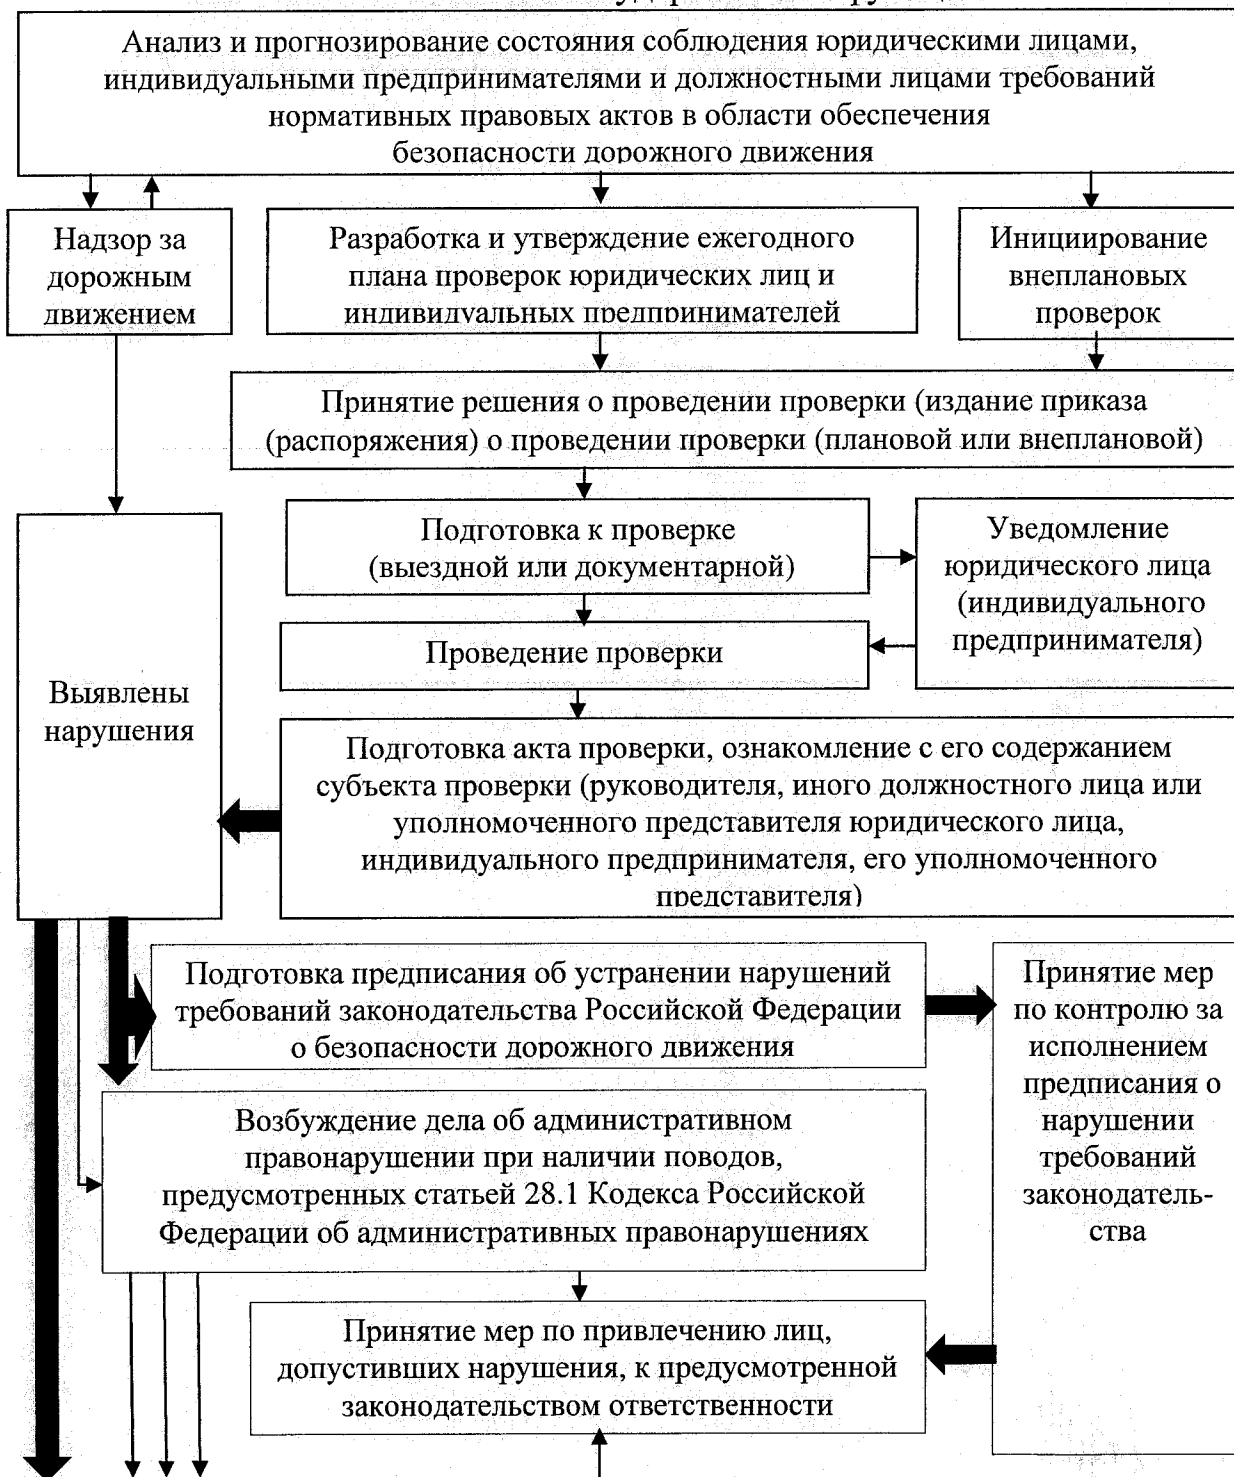 Анализ и прогнозирование состояния соблюдения юридическими лицами,
индивидуальными предпринимателями и должностными лицами требований
нормативных правовых актов в области обеспечения
безопасности дорожного движения
Надзор за
дорожным
движением
Разработка и утверждение ежегодного
плана проверок юридических лиц и
индивидуальных предпринимателей
Инициирование
внеплановых
проверок
Принятие решения о проведении проверки (издание приказа
(распоряжения) о проведении проверки (плановой или внеплановой)
Подготовка к проверке
(выездной или документарной)
Уведомление
юридического лица
(индивидуального
предпринимателя)
Проведение проверки
Выявлены
нарушения
Подготовка акта проверки, ознакомление с его содержанием
субъекта проверки (руководителя, иного должностного лица или
уполномоченного представителя юридического лица,
индивидуального предпринимателя, его уполномоченного
представителя)
Подготовка предписания об устранении нарушений
требований законодательства Российской Федерации
о безопасности дорожного движения
Принятие мер
по контролю за
исполнением
предписания о
нарушении
требований
законодатель-
ства
Возбуждение дела об административном
правонарушении при наличии поводов,
предусмотренных статьей 28.1 Кодекса Российской
Федерации об административных правонарушениях
Принятие мер по привлечению лиц,
допустивших нарушения, к предусмотренной
законодательством ответственности